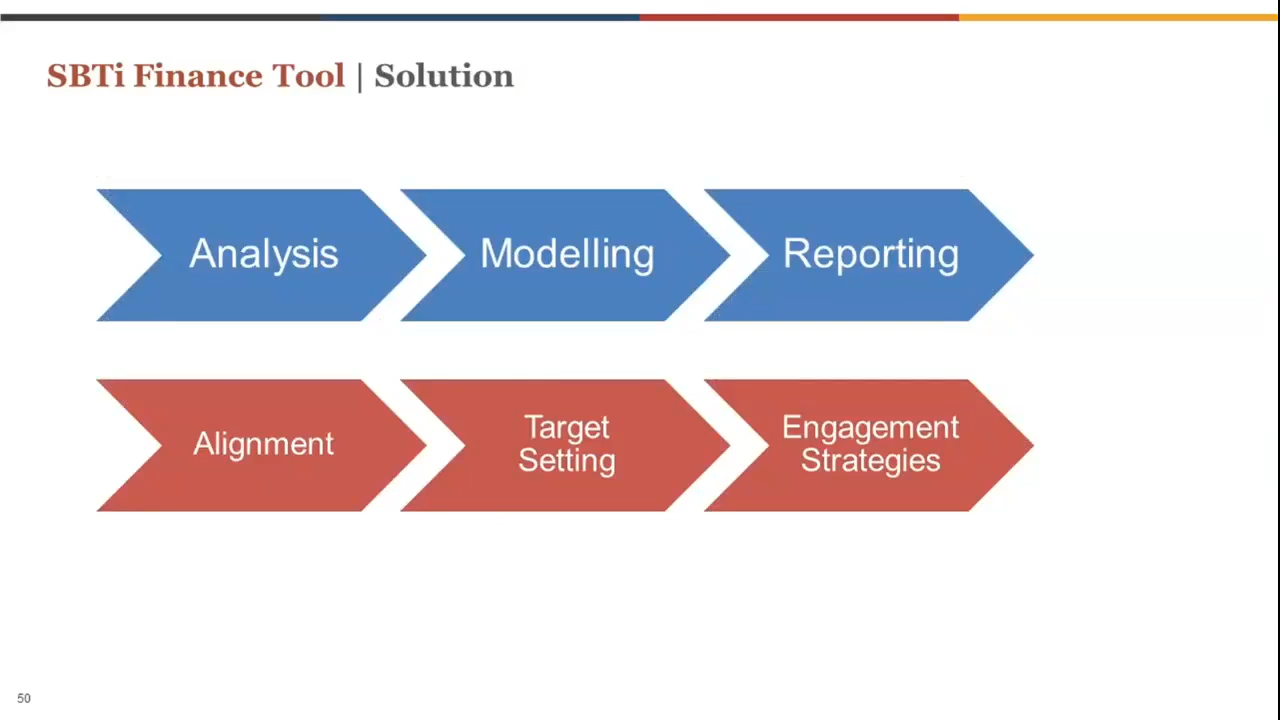 SBTi Finance Tool | Solution
Analysis
Modelling
Reporting
Alignment
Target
Setting
Engagement
Strategies
50